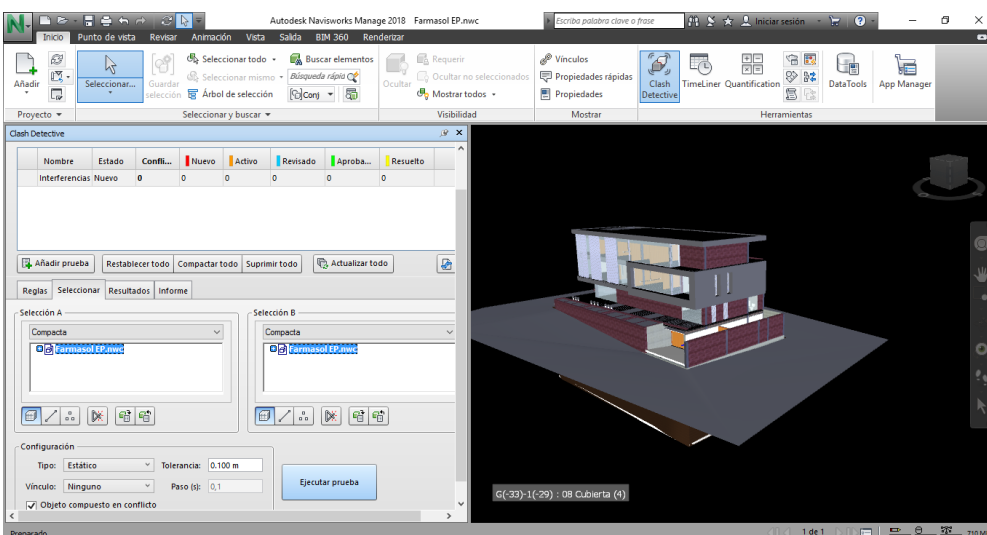 Autodesk Navisworks Manage 2018 Farmasol EP.nwc
Escriba palabra clave o frase
Iniciar sesión
Inicio Punto de vista Revisar Animación Vista Salida BIM 360 Renderizar
Añadir
Seleccionar...
Guardar selección
Seleccionar todo
Seleccionar mismo
Árbol de selección
Buscar elementos
Búsqueda rápida
Conj
Ocultar
Requerir
Ocultar no seleccionados
Mostrar todos
Vínculos
Propiedades rápidas
Propiedades
Clash Detective
TimeLiner
Quantification
DataTools
App Manager
Proyecto Seleccionar y buscar Visibilidad Mostrar Herramientas
Clash Detective
Nombre Estado Confli... Nuevo Activo Revisado Aproba... Resuelto
Interferencias Nuevo 0 0 0 0 0 0
Añadir prueba Restablecer todo Compactar todo Suprimir todo Actualizar todo
Reglas Seleccionar Resultados Informe
Selección A Selección B
Compacta Compacta
Farmasol EP.nwc Farmasol EP.nwc
Configuración
Tipo: Estático Tolerancia: 0.100 m
Vínculo: Ninguno Paso (s): 0,1
Ejecutar prueba
Objeto compuesto en conflicto
G(-33)-1(-29) : 08 Cubierta (4)
Preparado
1 de 1